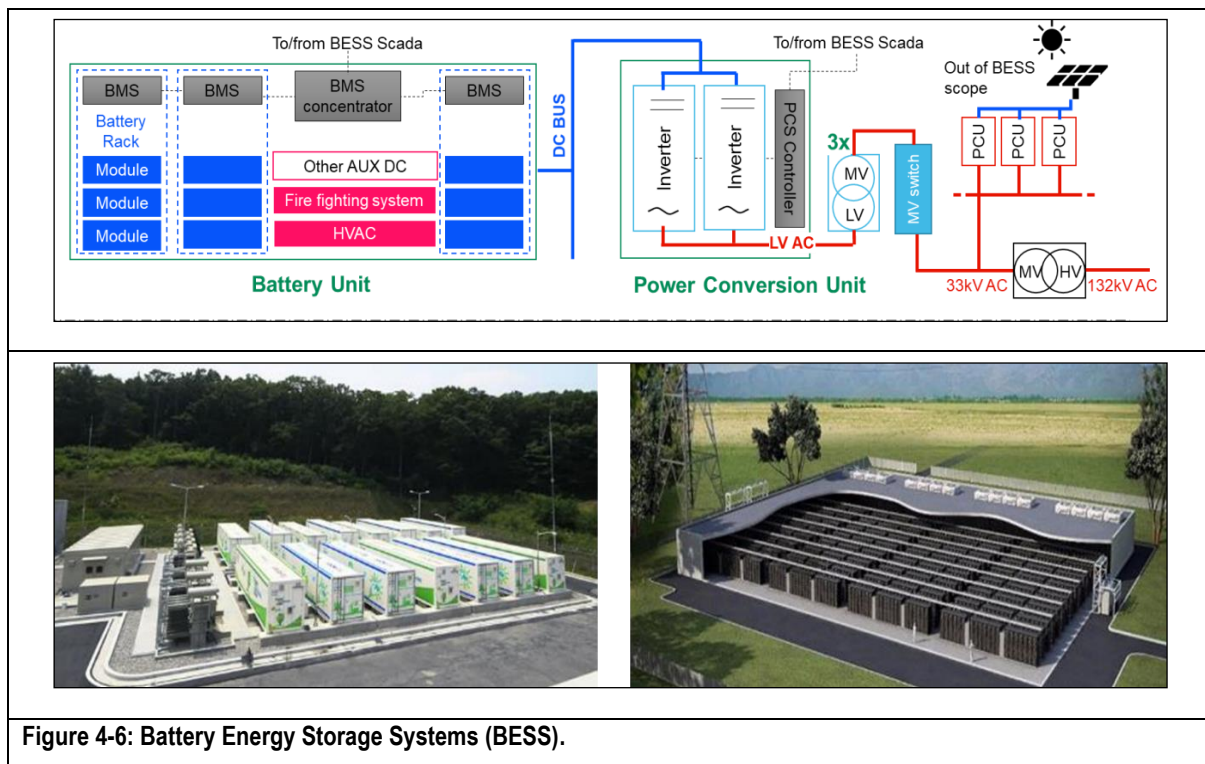 To/from BESS Scada
To/from BESS Scada
Out of BESS
scope
BMS
BMS
BMS
concentrator
BMS
Battery
Rack
Module
Module
Module
Other AUX DC
Fire fighting system
HVAC
Battery Unit
DC BUS
Inverter
Inverter
PCS Controller
LV AC
Power Conversion Unit
3x
MV
LV
MV switch
PCU
PCU
PCU
33kV AC
MV
HV
132kV AC
Figure 4-6: Battery Energy Storage Systems (BESS).